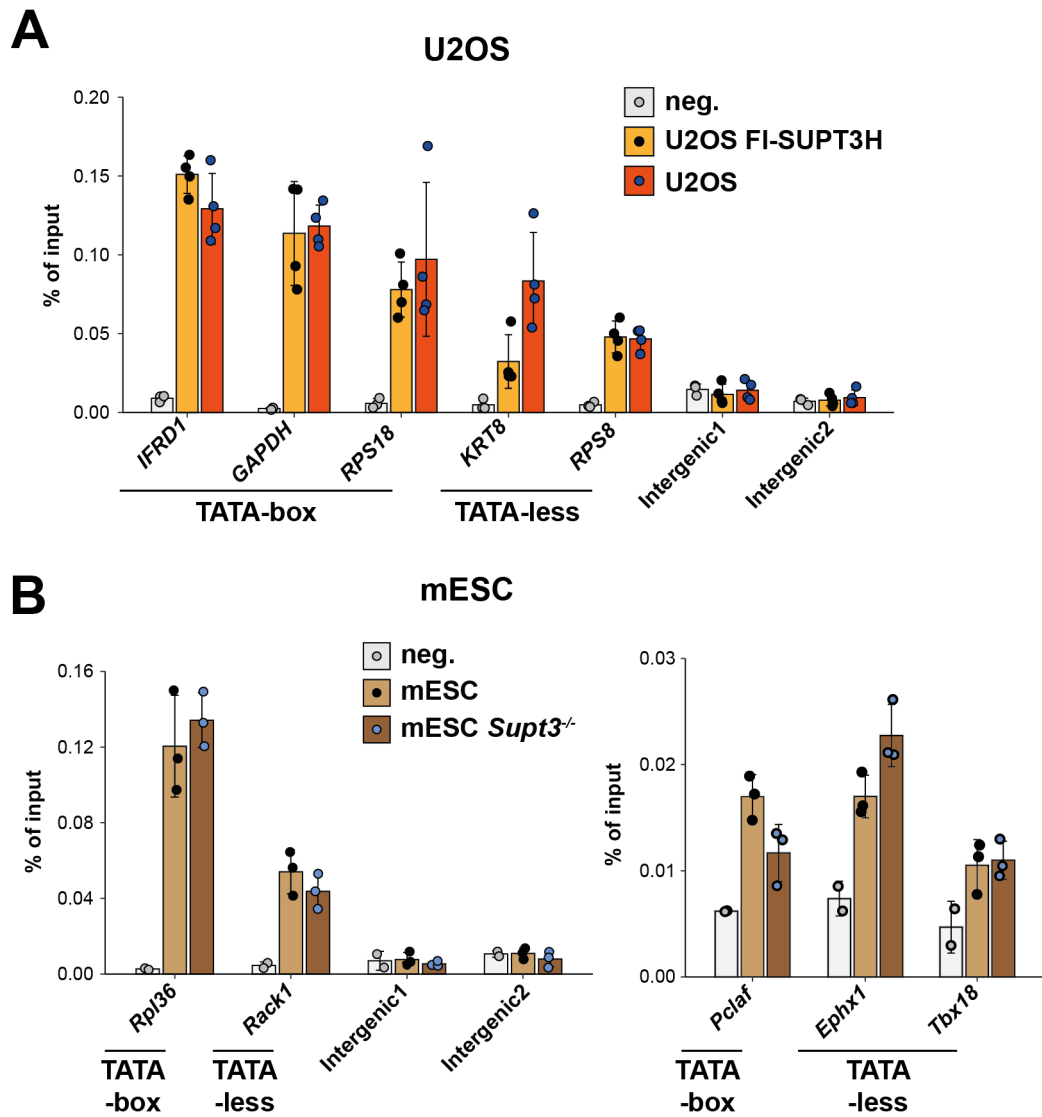 A
U2OS
neg.
U2OS FI-SUPT3H
U2OS
% of input
0.20
0.15
0.10
0.05
0.00
IFRD1
GAPDH
RPS18
KRT8
RPS8
Intergenic1
Intergenic2
TATA-box
TATA-less
B
mESC
neg.
mESC
mESC Supt3-/-
% of input
0.16
0.12
0.08
0.04
0.00
Rpl36
Rack1
Intergenic1
Intergenic2
TATA
-box
TATA
-less
% of input
0.03
0.02
0.01
0.00
Pclaf
Ephx1
Tbx18
TATA
-box
TATA
-less